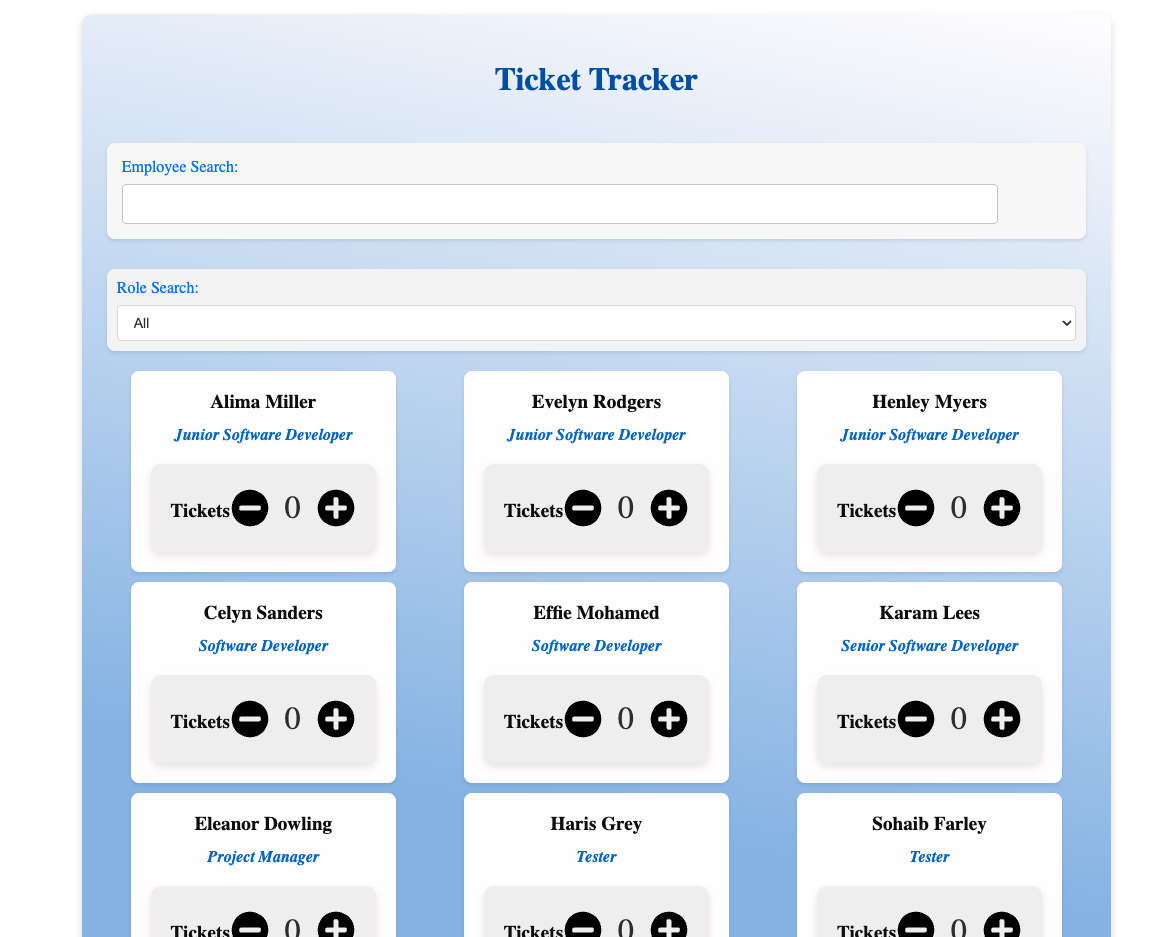 Ticket Tracker
Employee Search:
Role Search:
All
Alima Miller
Junior Software Developer
Tickets 0
Evelyn Rodgers
Junior Software Developer
Tickets 0
Henley Myers
Junior Software Developer
Tickets 0
Celyn Sanders
Software Developer
Tickets 0
Effie Mohamed
Software Developer
Tickets 0
Karam Lees
Senior Software Developer
Tickets 0
Eleanor Dowling
Project Manager
Tickets 0
Haris Grey
Tester
Tickets 0
Sohaib Farley
Tester
Tickets 0